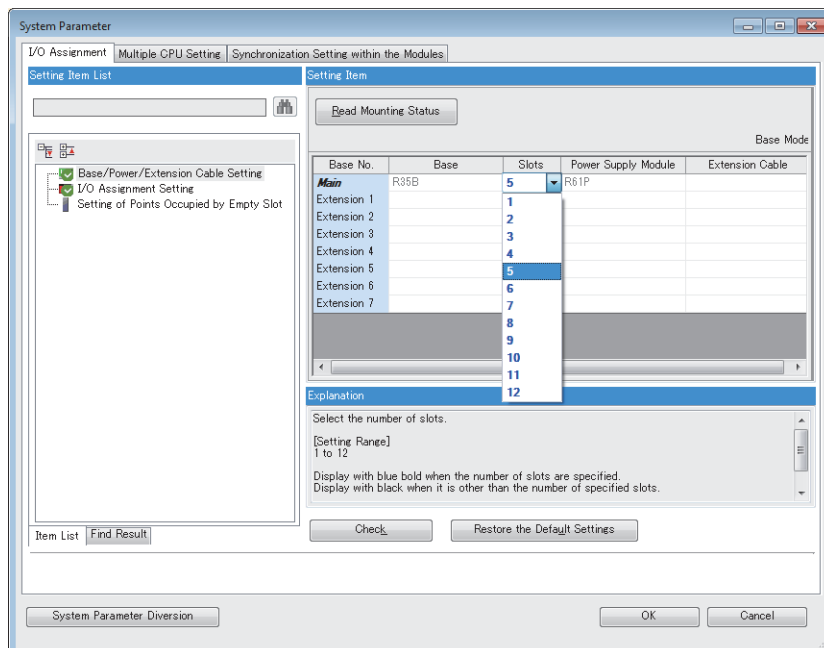 System Parameter
I/O Assignment Multiple CPU Setting Synchronization Setting within the Modules
Setting Item List
Setting Item
Read Mounting Status
Base Mode
Base/Power/Extension Cable Setting
I/O Assignment Setting
Setting of Points Occupied by Empty Slot
Base No. Base Slots Power Supply Module Extension Cable
Main R35B 5 R61P
Extension 1
Extension 2
Extension 3
Extension 4
Extension 5
Extension 6
Extension 7
1
2
3
4
5
6
7
8
9
10
11
12
Explanation
Select the number of slots.
[Setting Range]
1 to 12
Display with blue bold when the number of slots are specified.
Display with black when it is other than the number of specified slots.
Item List Find Result
Check Restore the Default Settings
System Parameter Diversion OK Cancel